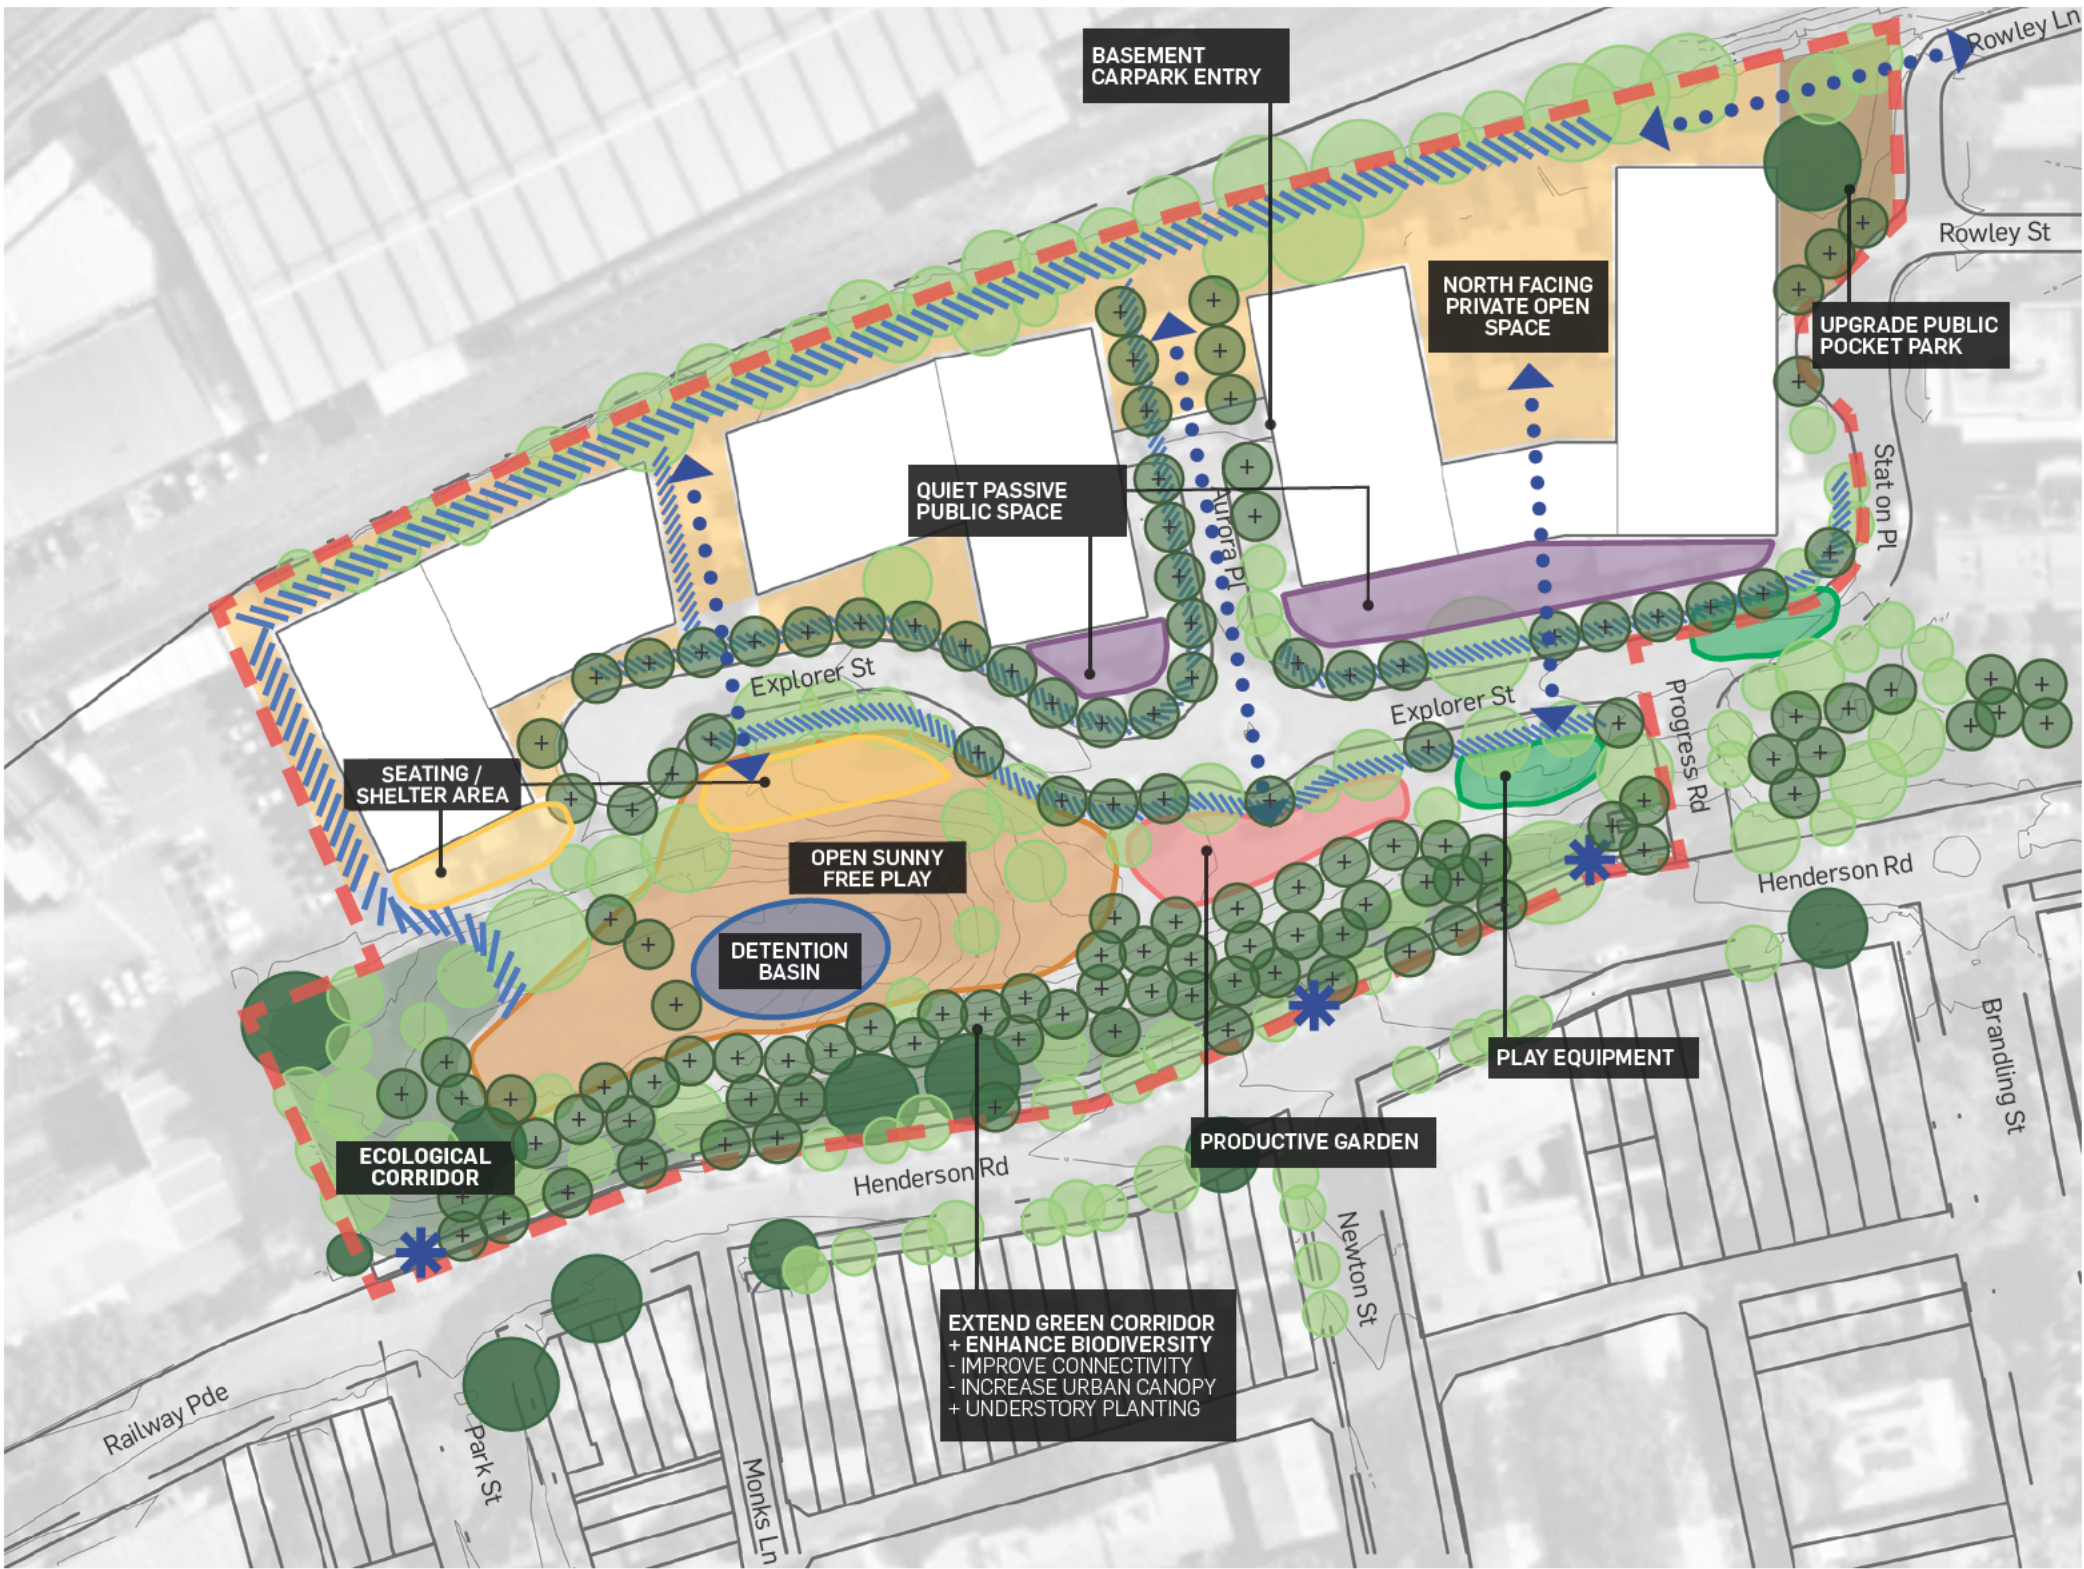 Rowley Ln
BASEMENT
CARPARK ENTRY
Rowley St
NORTH FACING
PRIVATE OPEN
SPACE
UPGRADE PUBLIC
POCKET PARK
QUIET PASSIVE
PUBLIC SPACE
Aurora Pl
Station Pl
Explorer St
Explorer St
Progress Rd
SEATING /
SHELTER AREA
OPEN SUNNY
FREE PLAY
Henderson Rd
DETENTION
BASIN
PLAY EQUIPMENT
Brandling St
PRODUCTIVE GARDEN
ECOLOGICAL
CORRIDOR
Henderson Rd
Newton St
EXTEND GREEN CORRIDOR
+ ENHANCE BIODIVERSITY
- IMPROVE CONNECTIVITY
- INCREASE URBAN CANOPY
+ UNDERSTORY PLANTING
Railway Pde
Park St
Monks Ln